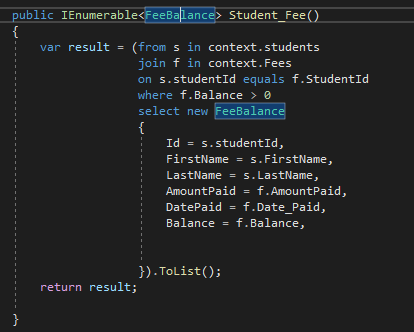 public IEnumerable<FeeBalance> Student_Fee()
{
var result = (from s in context.students
join f in context.Fees
on s.studentId equals f.StudentId
where f.Balance > 0
select new FeeBalance
{
Id = s.studentId,
FirstName = s.FirstName,
LastName = s.LastName,
AmountPaid = f.AmountPaid,
DatePaid = f.Date_Paid,
Balance = f.Balance,
}).ToList();
return result;
}